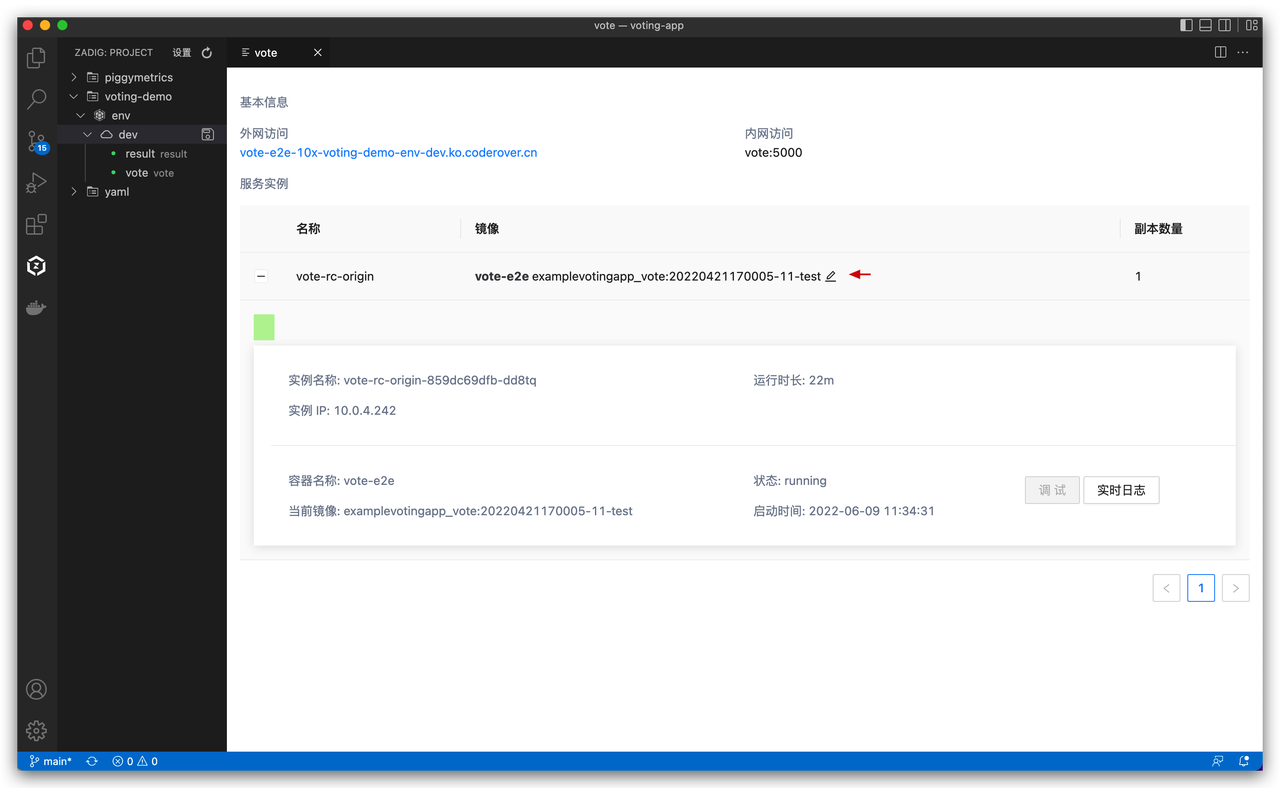 vote — voting-app
ZADIG: PROJECT 设置
vote
piggymetrics
voting-demo
env
dev
result result
vote vote
yaml
15
基本信息
外网访问 内网访问
vote-e2e-10x-voting-demo-env-dev.ko.coderover.cn vote:5000
服务实例
名称 镜像 副本数量
vote-rc-origin vote-e2e examplevotingapp_vote:20220421170005-11-test 1
实例名称: vote-rc-origin-859dc69dfb-dd8tq 运行时长: 22m
实例 IP: 10.0.4.242
容器名称: vote-e2e 状态: running
调 试 实时日志
当前镜像: examplevotingapp_vote:20220421170005-11-test 启动时间: 2022-06-09 11:34:31
< 1 >
main* 0 0